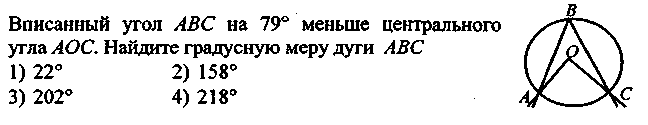 Вписанный угол ABC на 79° меньше центрального
угла AOC. Найдите градусную меру дуги ABC
1) 22° 2) 158°
3) 202° 4) 218°
B
O
A C